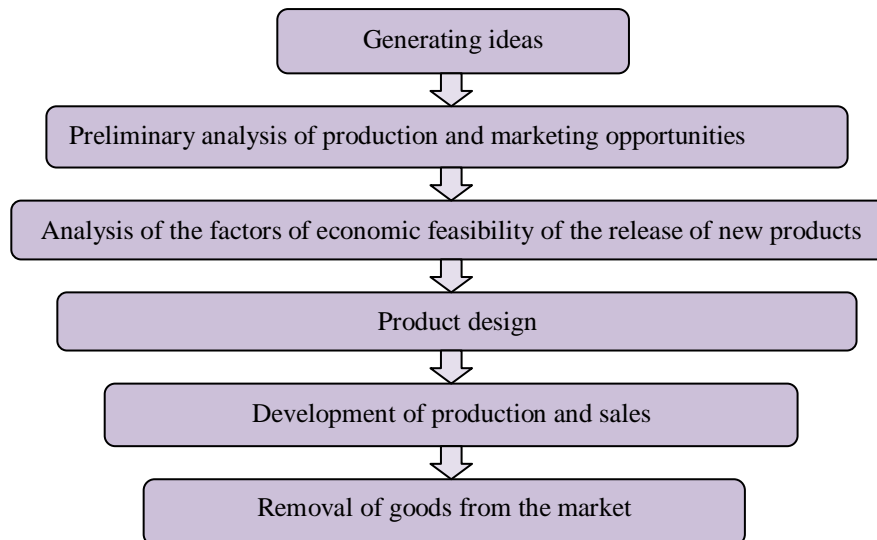 Generating ideas
Preliminary analysis of production and marketing opportunities
Analysis of the factors of economic feasibility of the release of new products
Product design
Development of production and sales
Removal of goods from the market